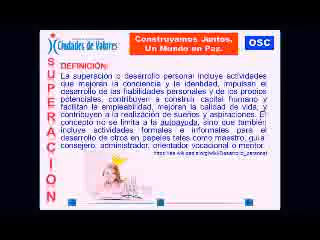 Ciudades de Valores
Construyamos Juntos,
Un Mundo en Paz.
OSC
SUPERACION
DEFINICIÓN:
La superación o desarrollo personal incluye actividades
que mejoran la conciencia y la identidad, impulsan el
desarrollo de las habilidades personales y de los propios
potenciales, contribuyen a construir capital humano y
facilitan la empleabilidad, mejoran la calidad de vida, y
contribuyen a la realización de sueños y aspiraciones. El
concepto no se limita a la autoayuda, sino que también
incluye actividades formales e informales para el
desarrollo de otros en papeles tales como maestro, guía,
consejero, administrador, orientador vocacional o mentor.